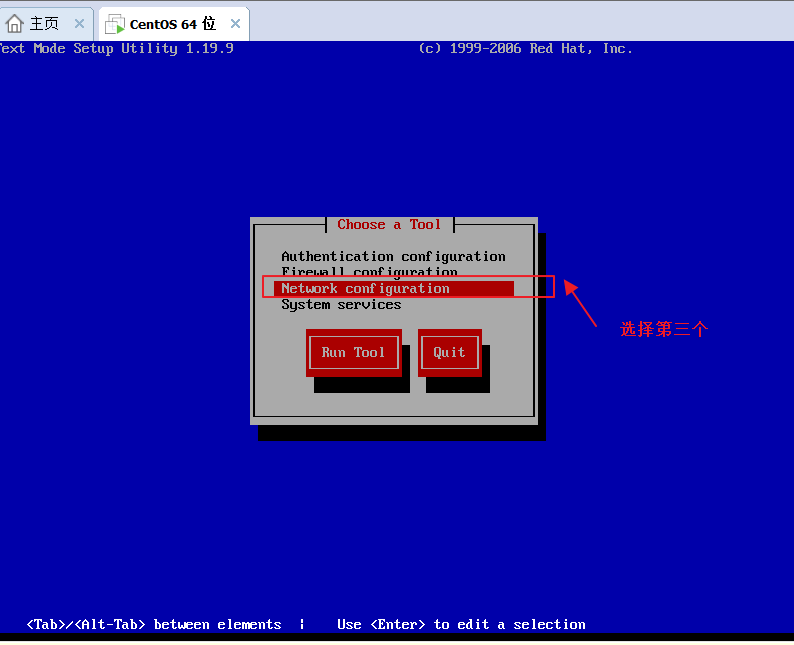 主页
CentOS 64 位
Text Mode Setup Utility 1.19.9 (c) 1999-2006 Red Hat, Inc.
Choose a Tool
Authentication configuration
Firewall configuration
Network configuration
System services
选择第三个
Run Tool Quit
<Tab>/<Alt-Tab> between elements | Use <Enter> to edit a selection